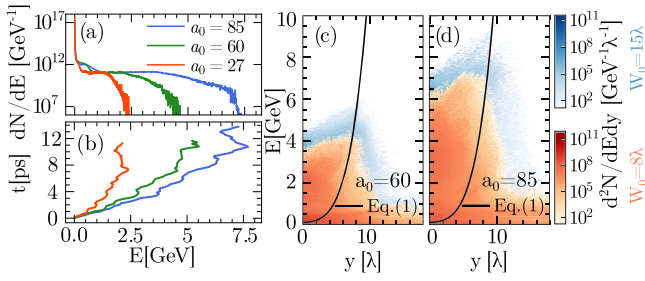 (a)
a₀ = 85
a₀ = 60
a₀ = 27
dN/dE [GeV⁻¹]
10¹⁷
10¹²
10⁷
(b)
t[ps]
12
8
4
0
0.0 2.5 5.0 7.5
E[GeV]
(c)
E[GeV]
10
8
6
4
2
0
a₀=60
Eq.(1)
0 10
y [λ]
(d)
a₀=85
Eq.(1)
0 10
y [λ]
10¹¹
10⁸
10⁵
10²
10¹¹
10⁸
10⁵
10²
d²N/dEdy [GeV⁻¹λ⁻¹]
W₀=15λ
W₀=8λ